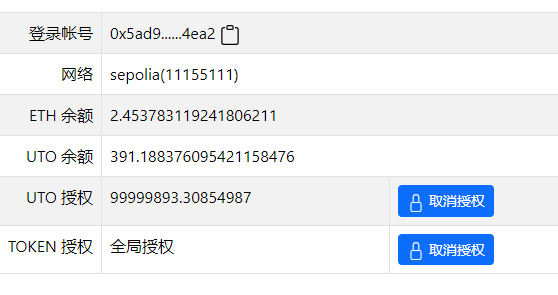 登录帐号 0x5ad9......4ea2
网络 sepolia(11155111)
ETH 余额 2.453783119241806211
UTO 余额 391.188376095421158476
UTO 授权 99999893.30854987 取消授权
TOKEN 授权 全局授权 取消授权